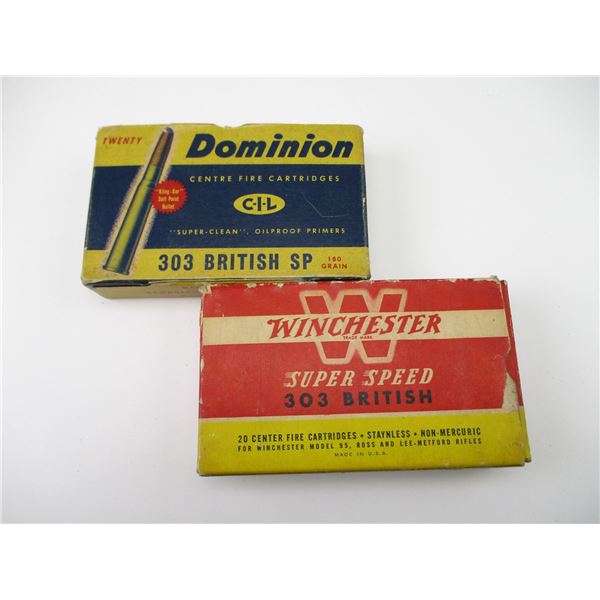 TWENTY
Dominion
CENTRE FIRE CARTRIDGES
C-I-L
"Kling-Kor"
Soft Point
Bullet
"SUPER-CLEAN", OILPROOF PRIMERS
303 BRITISH SP
180
GRAIN
W
WINCHESTER
TRADE MARK
SUPER SPEED
303 BRITISH
20 CENTER FIRE CARTRIDGES • STAYNLESS • NON-MERCURIC
FOR WINCHESTER MODEL 95, ROSS AND LEE-METFORD RIFLES
MADE IN U.S.A.